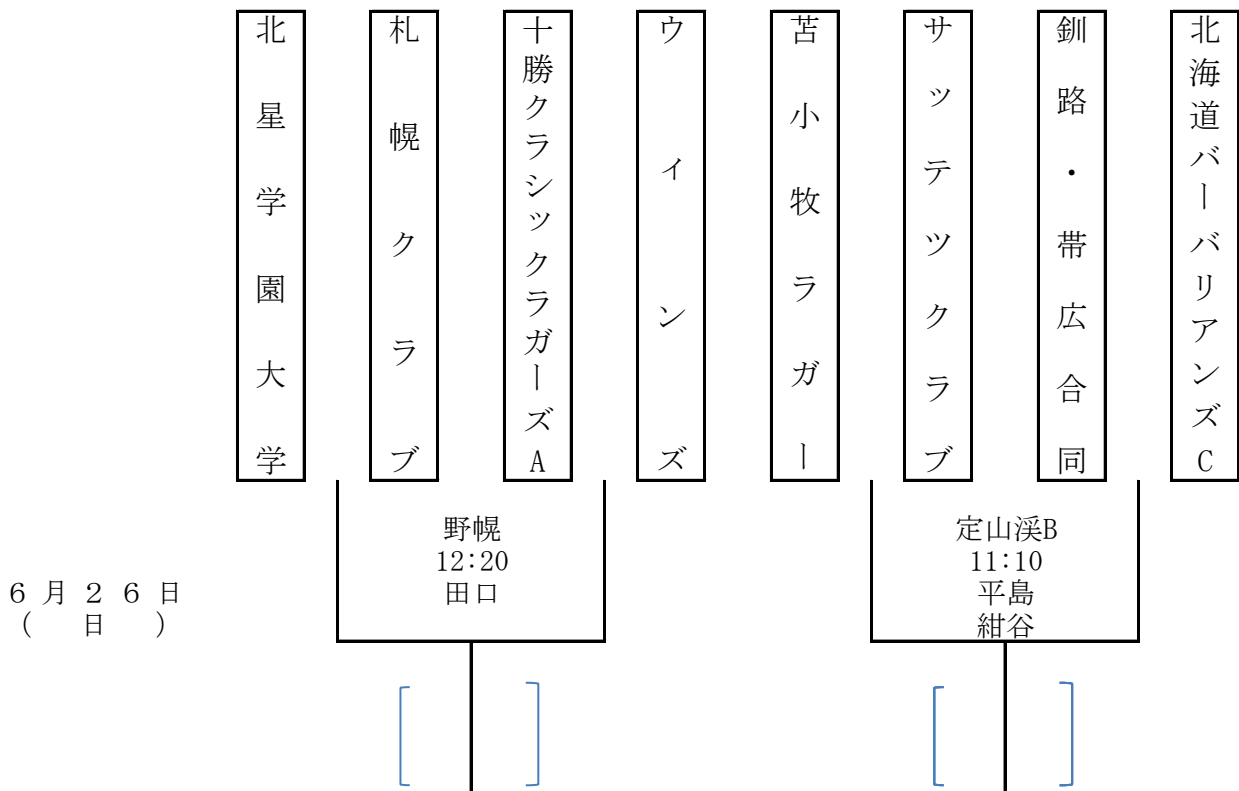 北星学園大学
札幌クラブ
十勝クラシックラガーズA
ウィンズ
苫小牧ラガー
サッテツクラブ
釧路・帯広合同
北海道バーバリアンズC
野幌
12:20
田口
定山渓B
11:10
平島
紺谷
６月２６日
(　日　)